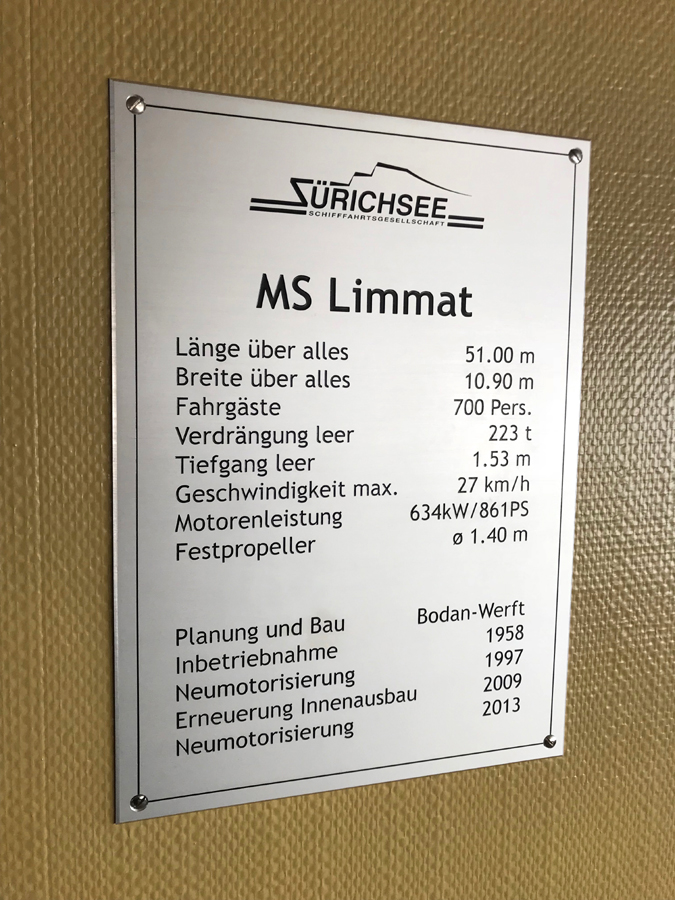 ZÜRICHSEE
SCHIFFFAHRTSGESELLSCHAFT
MS Limmat
Länge über alles 51.00 m
Breite über alles 10.90 m
Fahrgäste 700 Pers.
Verdrängung leer 223 t
Tiefgang leer 1.53 m
Geschwindigkeit max. 27 km/h
Motorenleistung 634kW/861PS
Festpropeller ø 1.40 m
Planung und Bau Bodan-Werft
Inbetriebnahme 1958
Neumotorisierung 1997
Erneuerung Innenausbau 2009
Neumotorisierung 2013